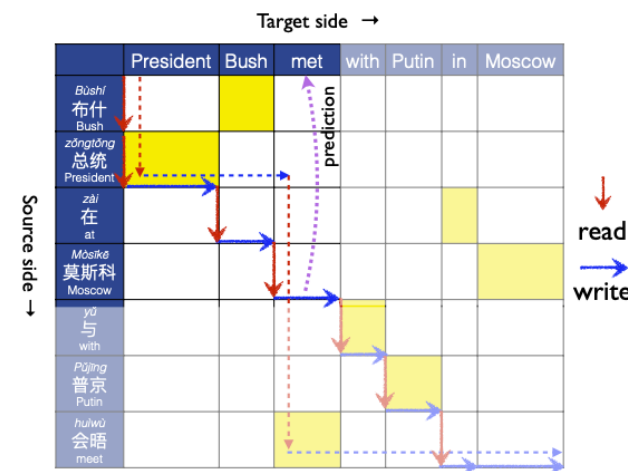 Target side →
President Bush met with Putin in Moscow
Bùshí
布什
Bush
zǒngtǒng
总统
President
zài
在
at
Mòsīkē
莫斯科
Moscow
yǔ
与
with
Pǔjīng
普京
Putin
huìwù
会晤
meet
Source side →
prediction
read
write